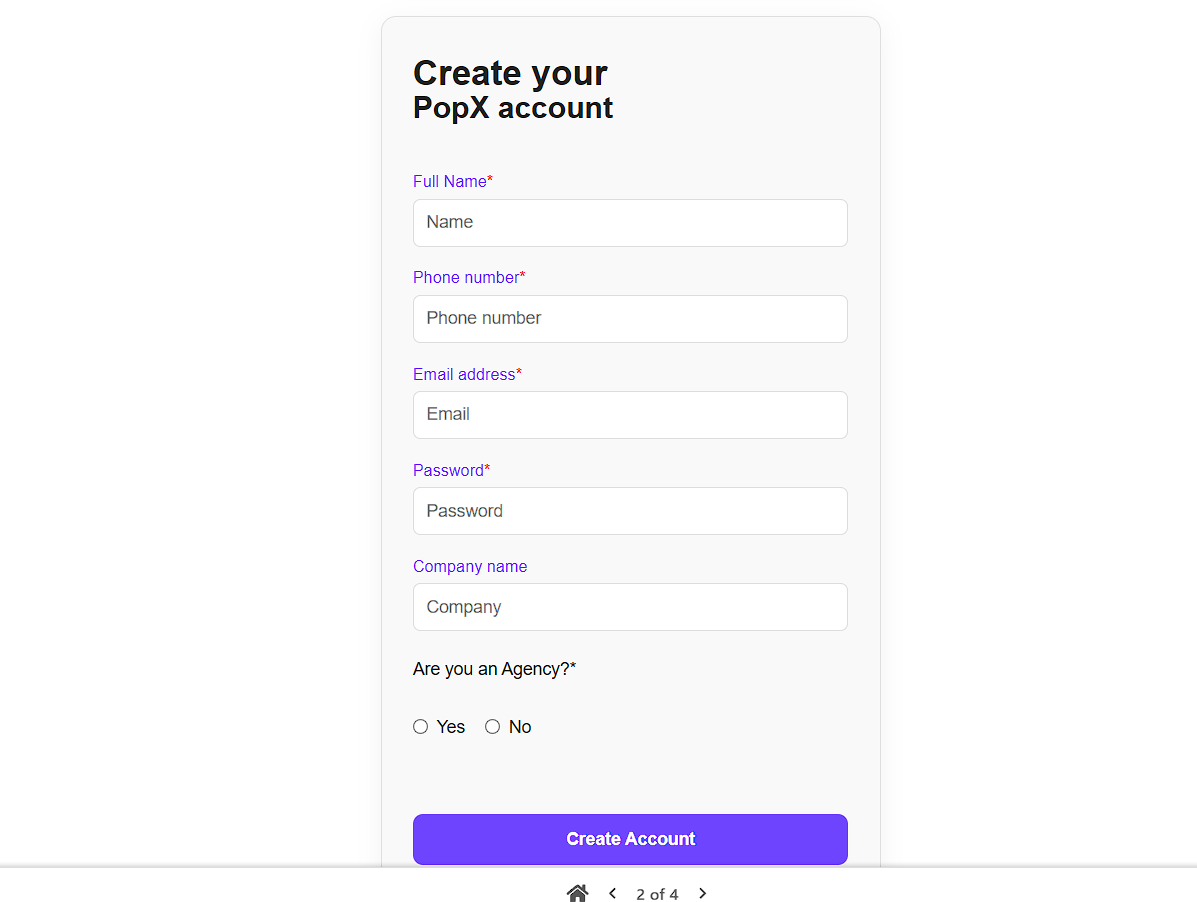 Create your
PopX account
Full Name*
Name
Phone number*
Phone number
Email address*
Email
Password*
Password
Company name
Company
Are you an Agency?*
Yes No
Create Account
2 of 4